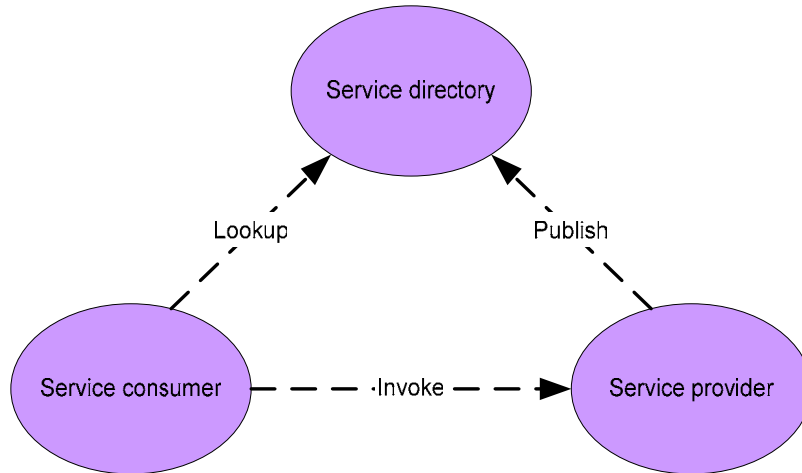 Service directory
Lookup
Publish
Service consumer
Invoke
Service provider